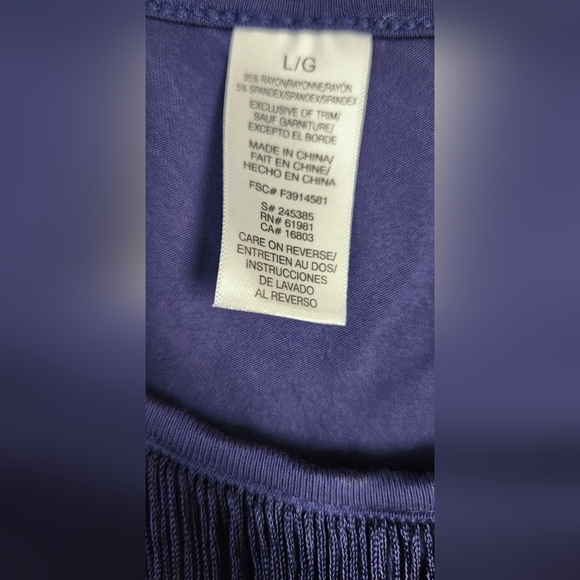 L/G
95% RAYON/RAYONNE/RAYÓN
5% SPANDEX/SPANDEX/SPANDEX
EXCLUSIVE OF TRIM/
SAUF GARNITURE/
EXCEPTO EL BORDE
MADE IN CHINA/
FAIT EN CHINE/
HECHO EN CHINA
FSC# F3914561
S# 245385
RN# 61981
CA# 16803
CARE ON REVERSE/
ENTRETIEN AU DOS/
INSTRUCCIONES
DE LAVADO
AL REVERSO